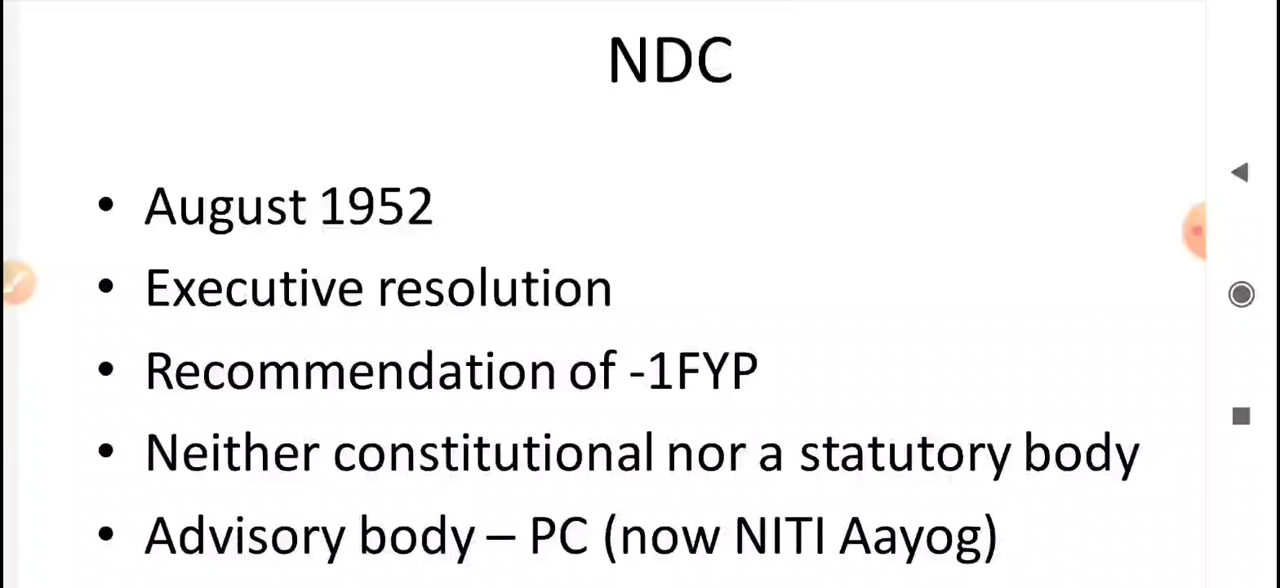 NDC
• August 1952
• Executive resolution
• Recommendation of -1FYP
• Neither constitutional nor a statutory body
• Advisory body – PC (now NITI Aayog)